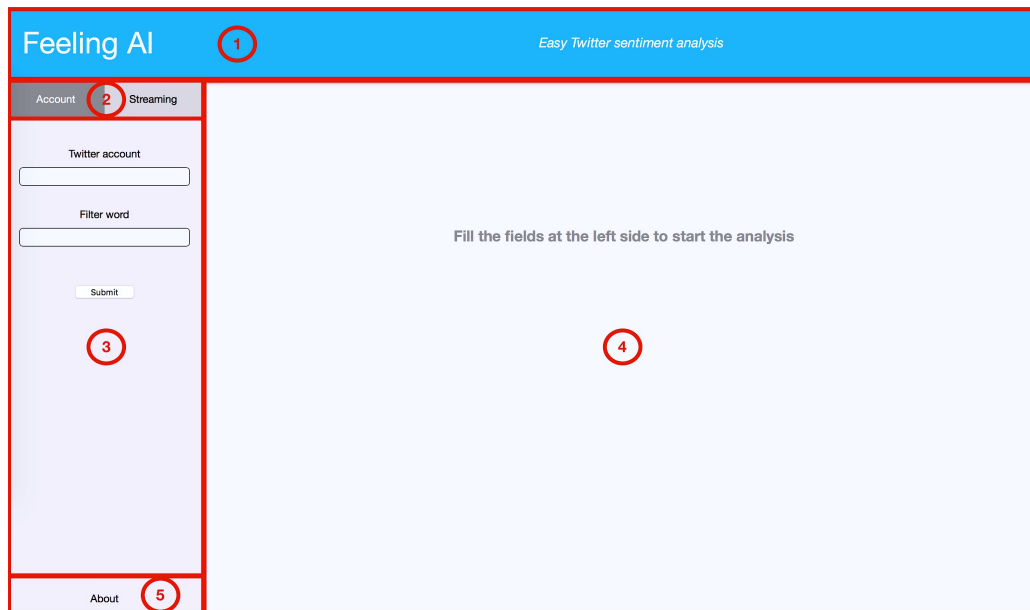 Feeling AI
1
Easy Twitter sentiment analysis
Account
2
Streaming
Twitter account
Filter word
Submit
3
Fill the fields at the left side to start the analysis
4
About
5